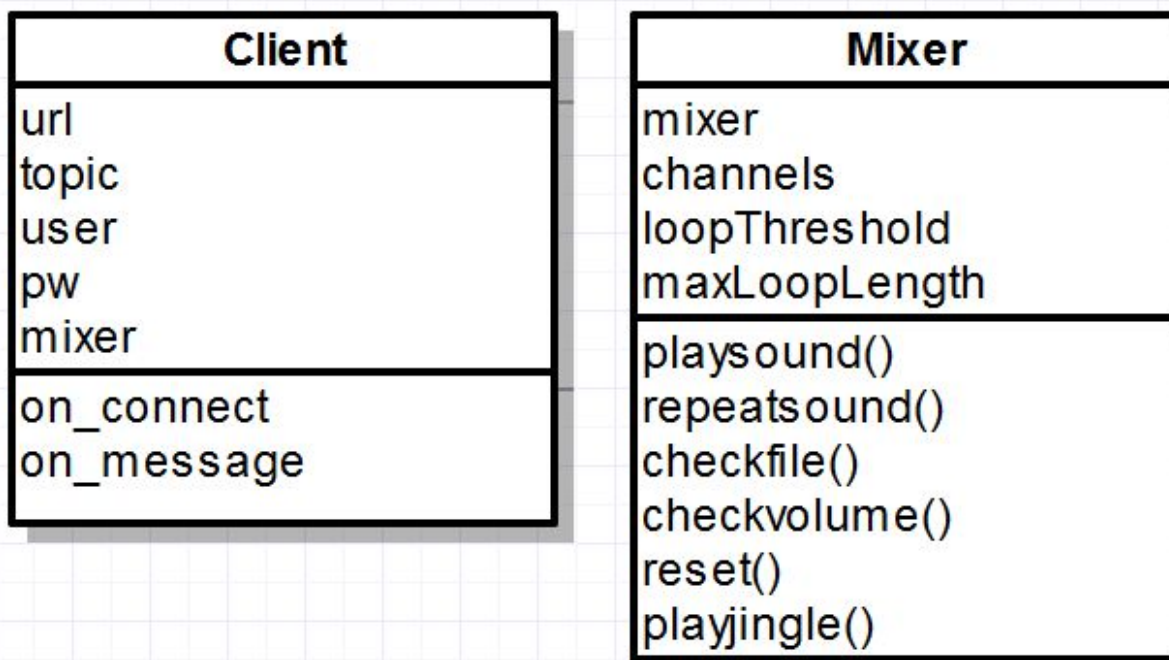 Client
url
topic
user
pw
mixer
on_connect
on_message
Mixer
mixer
channels
loopThreshold
maxLoopLength
playsound()
repeatsound()
checkfile()
checkvolume()
reset()
playjingle()